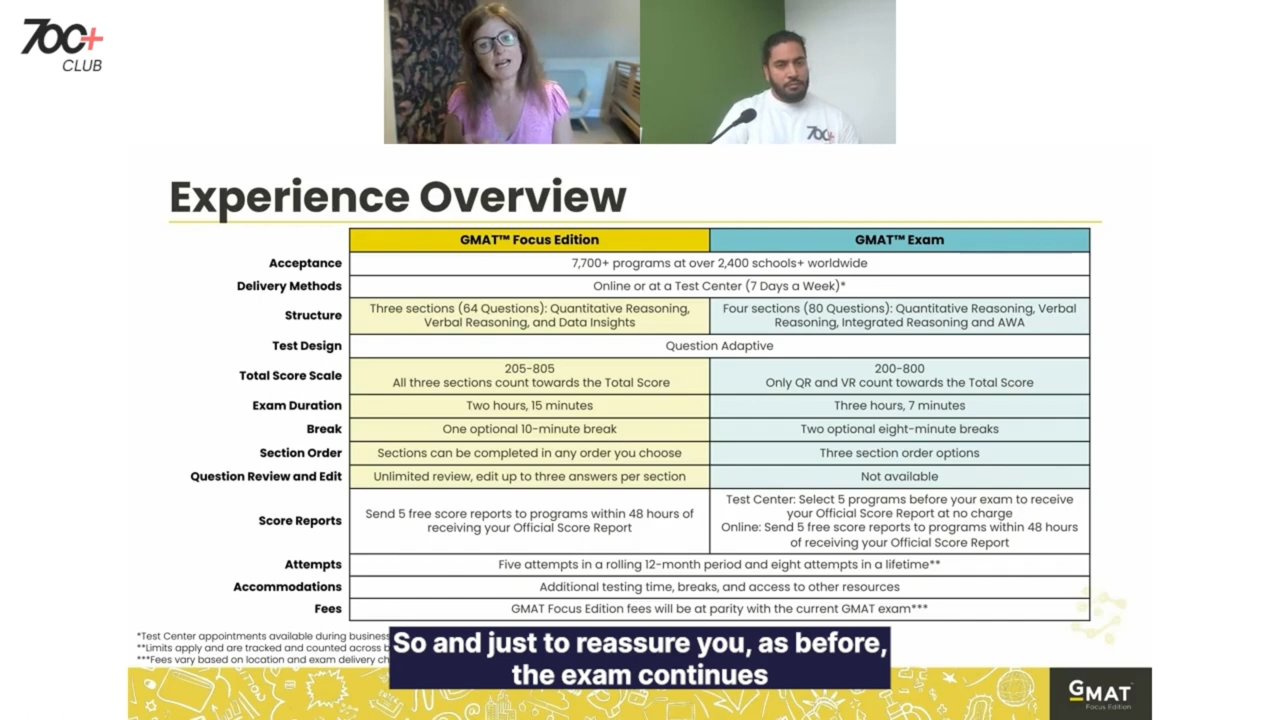 700+
CLUB
700+
Experience Overview
GMAT™ Focus Edition
GMAT™ Exam
Acceptance
7,700+ programs at over 2,400 schools+ worldwide
Delivery Methods
Online or at a Test Center (7 Days a Week)*
Structure
Three sections (64 Questions): Quantitative Reasoning,
Verbal Reasoning, and Data Insights
Four sections (80 Questions): Quantitative Reasoning, Verbal
Reasoning, Integrated Reasoning and AWA
Test Design
Question Adaptive
Total Score Scale
205-805
All three sections count towards the Total Score
200-800
Only QR and VR count towards the Total Score
Exam Duration
Two hours, 15 minutes
Three hours, 7 minutes
Break
One optional 10-minute break
Two optional eight-minute breaks
Section Order
Sections can be completed in any order you choose
Three section order options
Question Review and Edit
Unlimited review, edit up to three answers per section
Not available
Score Reports
Send 5 free score reports to programs within 48 hours of
receiving your Official Score Report
Test Center: Select 5 programs before your exam to receive
your Official Score Report at no charge
Online: Send 5 free score reports to programs within 48 hours
of receiving your Official Score Report
Attempts
Five attempts in a rolling 12-month period and eight attempts in a lifetime**
Accommodations
Additional testing time, breaks, and access to other resources
Fees
GMAT Focus Edition fees will be at parity with the current GMAT exam***
*Test Center appointments available during business
**Limits apply and are tracked and counted across
***Fees vary based on location and exam delivery
So and just to reassure you, as before,
the exam continues
GMAT™
Focus Edition